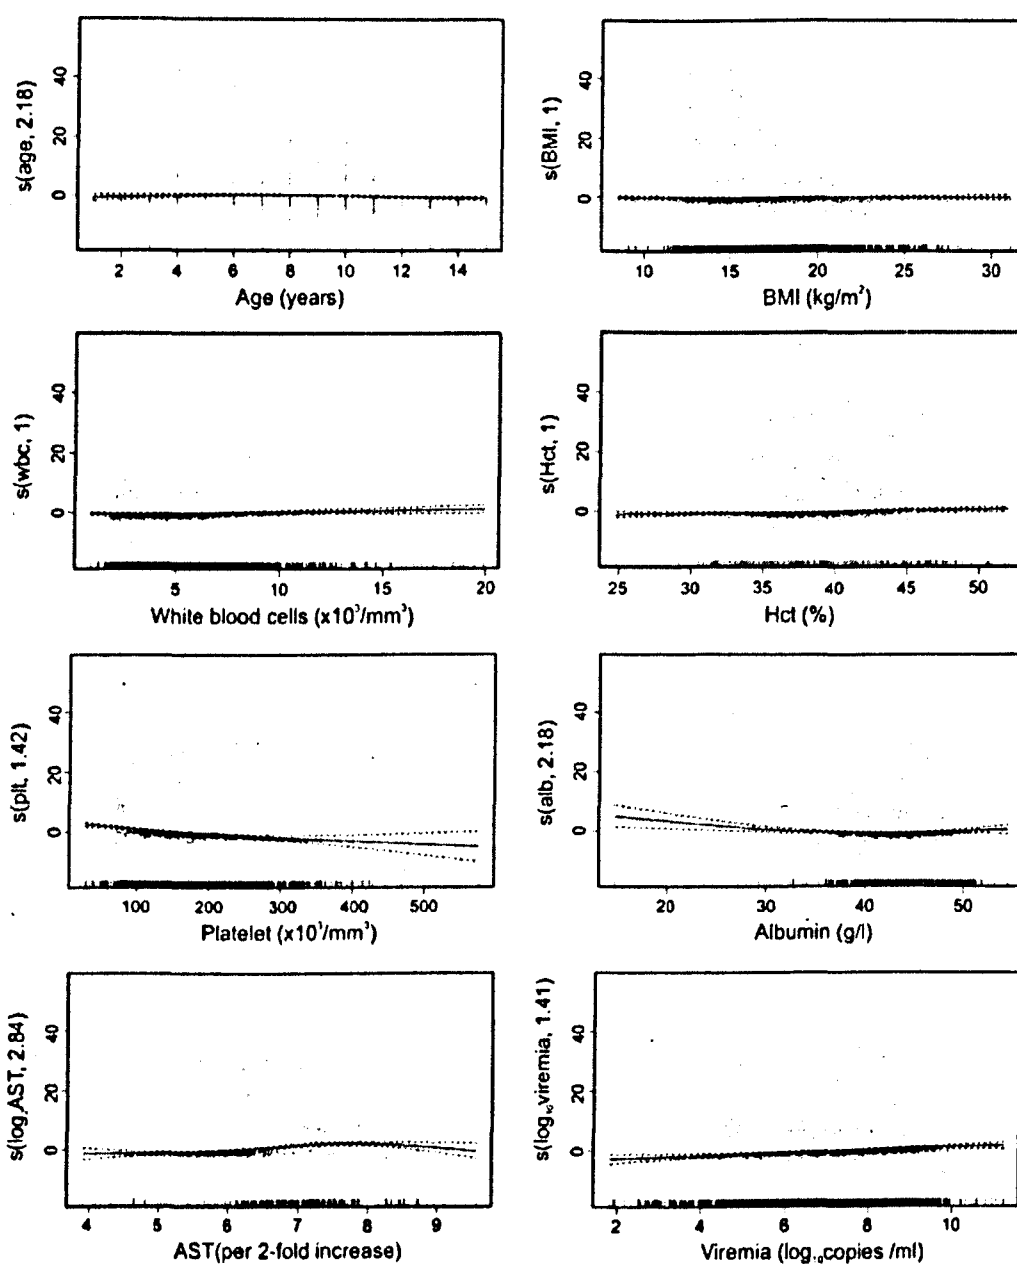 s(age, 2.18)
40
20
0
2 4 6 8 10 12 14
Age (years)
s(BMI, 1)
40
20
0
10 15 20 25 30
BMI (kg/m²)
s(wbc, 1)
40
20
0
5 10 15 20
White blood cells (x10³/mm³)
s(Hct, 1)
40
20
0
25 30 35 40 45 50
Hct (%)
s(plt, 1.42)
40
20
0
100 200 300 400 500
Platelet (x10³/mm³)
s(alb, 2.18)
40
20
0
20 30 40 50
Albumin (g/l)
s(log AST, 2.84)
40
20
0
4 5 6 7 8 9
AST(per 2-fold increase)
s(log₁₀viremia, 1.41)
40
20
0
2 4 6 8 10
Viremia (log₁₀copies /ml)